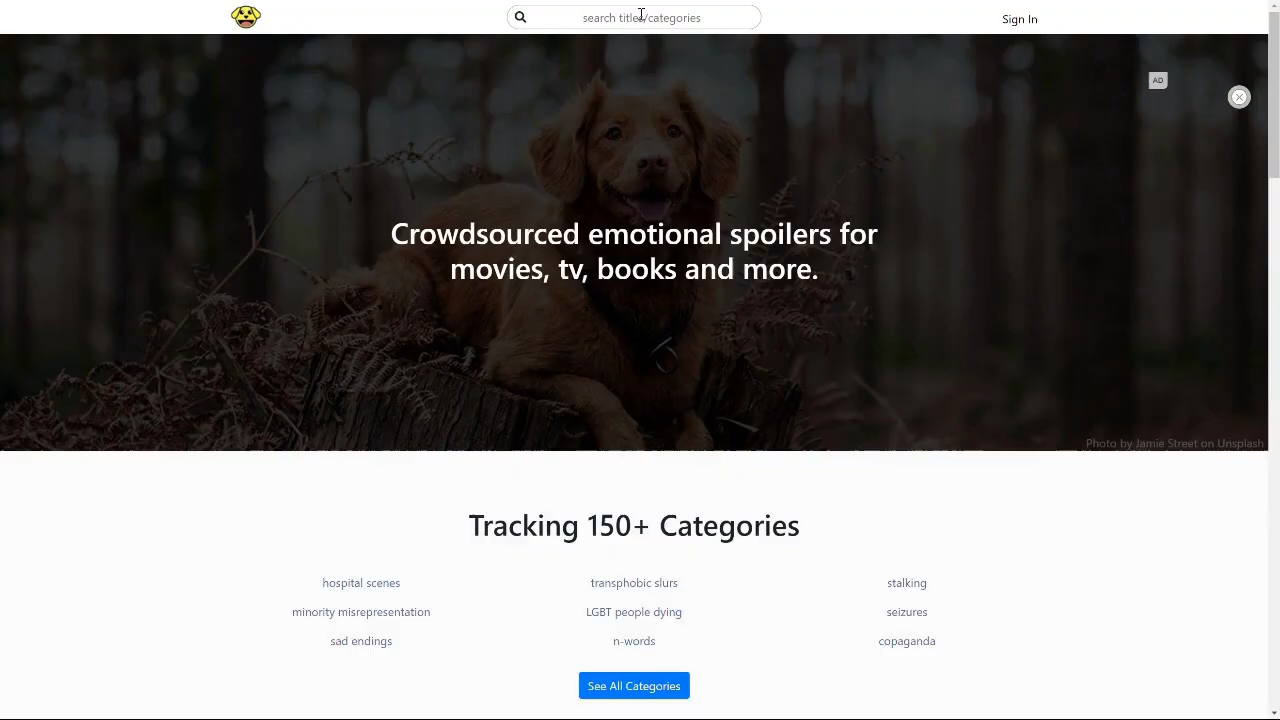 search titles/categories
Sign In
AD
Crowdsourced emotional spoilers for
movies, tv, books and more.
Photo by Jamie Street on Unsplash
Tracking 150+ Categories
hospital scenes
transphobic slurs
stalking
minority misrepresentation
LGBT people dying
seizures
sad endings
n-words
copaganda
See All Categories